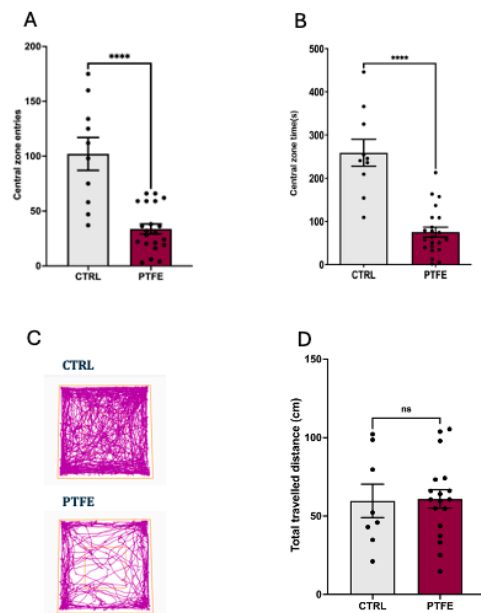 A
****
Central zone entries
200
150
100
50
0
CTRL
PTFE
B
****
Central zone time(s)
500
400
300
200
100
0
CTRL
PTFE
C
CTRL
PTFE
D
ns
Total travelled distance (cm)
150
100
50
0
CTRL
PTFE